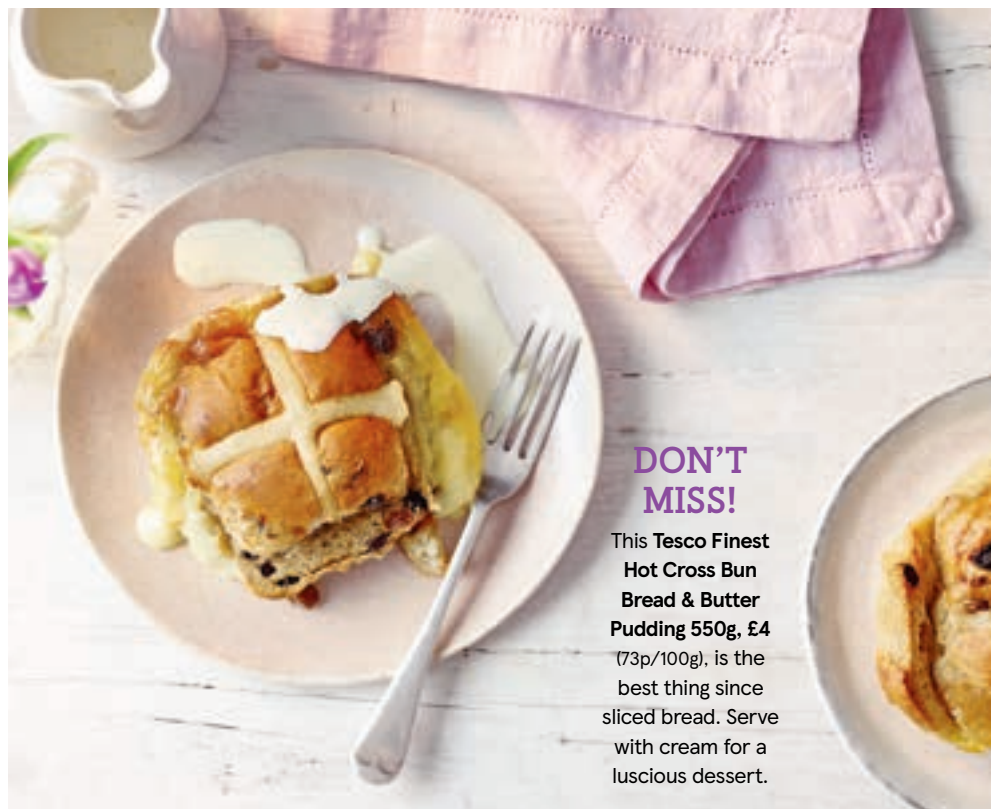 DON'T
MISS!
This Tesco Finest
Hot Cross Bun
Bread & Butter
Pudding 550g, £4
(73p/100g), is the
best thing since
sliced bread. Serve
with cream for a
luscious dessert.